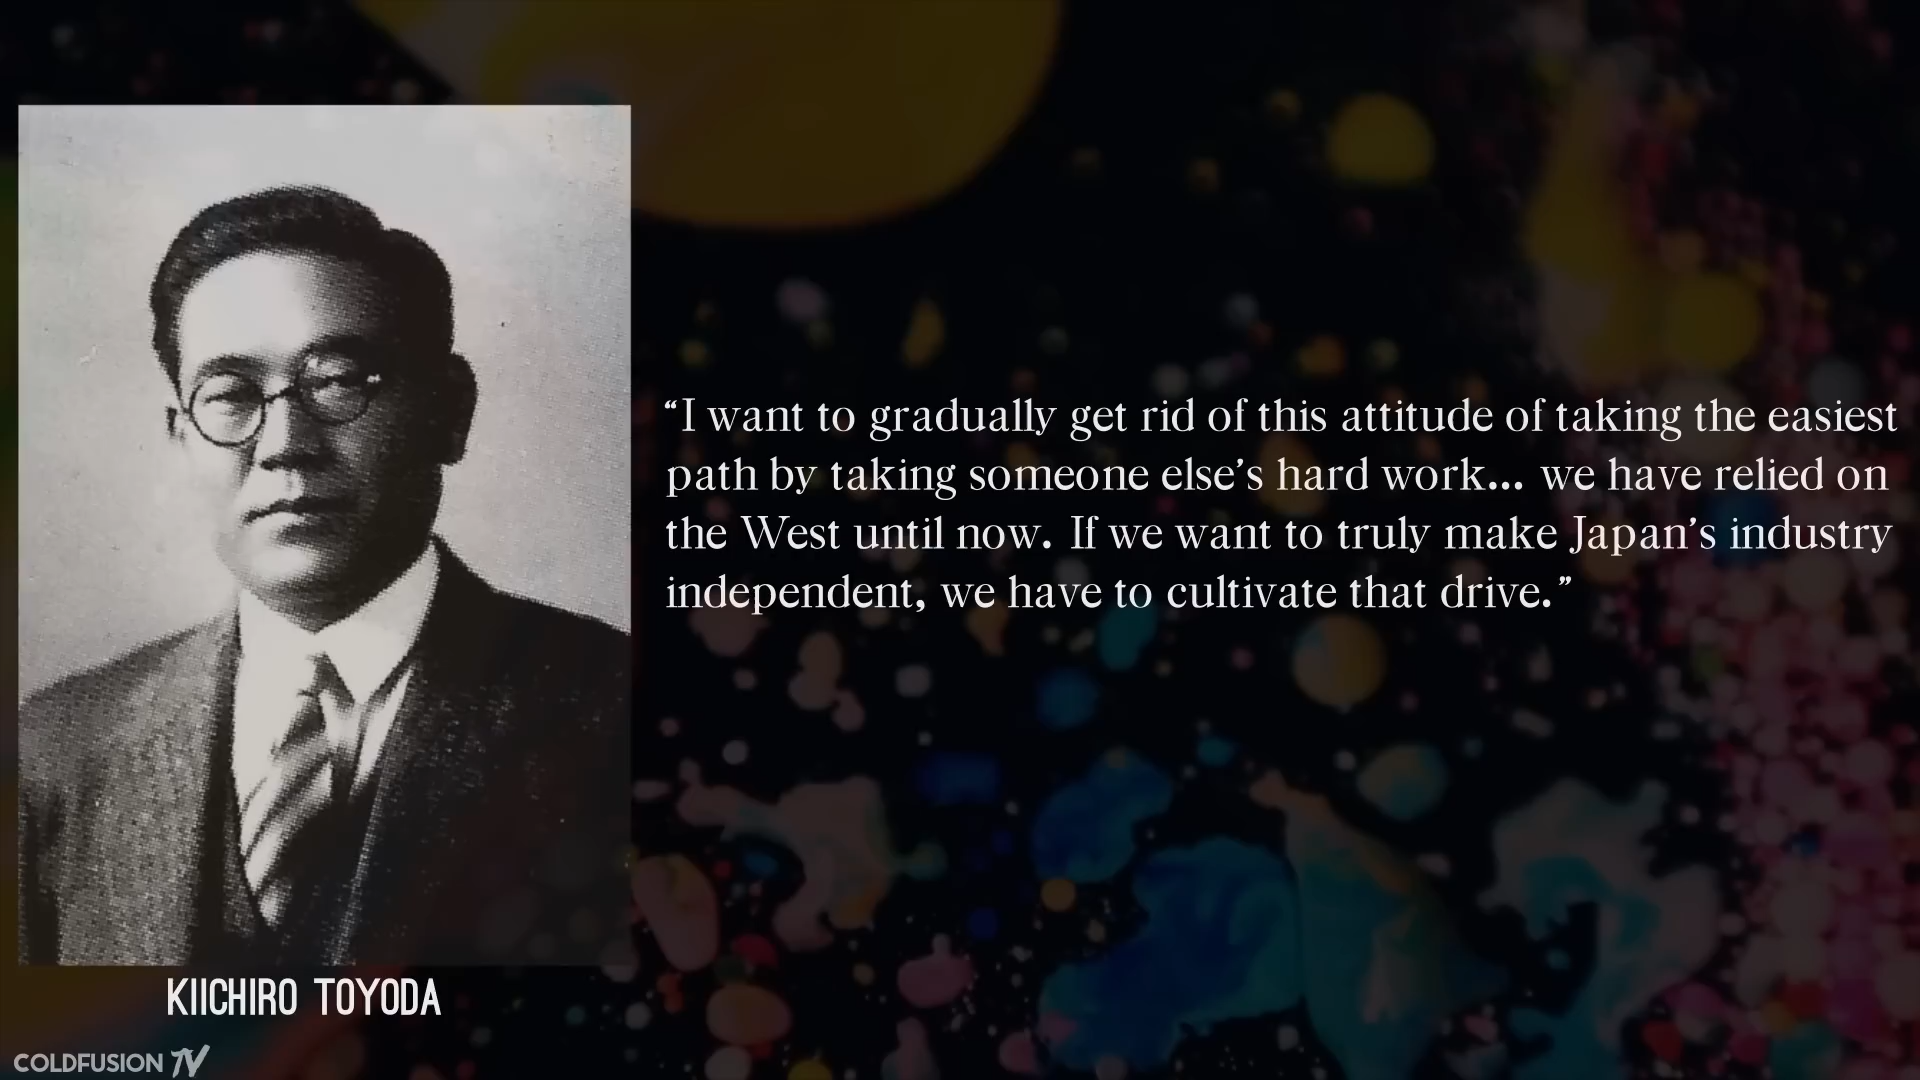 “I want to gradually get rid of this attitude of taking the easiest
path by taking someone else’s hard work... we have relied on
the West until now. If we want to truly make Japan’s industry
independent, we have to cultivate that drive.”
KIICHIRO TOYODA
COLDFUSION TV